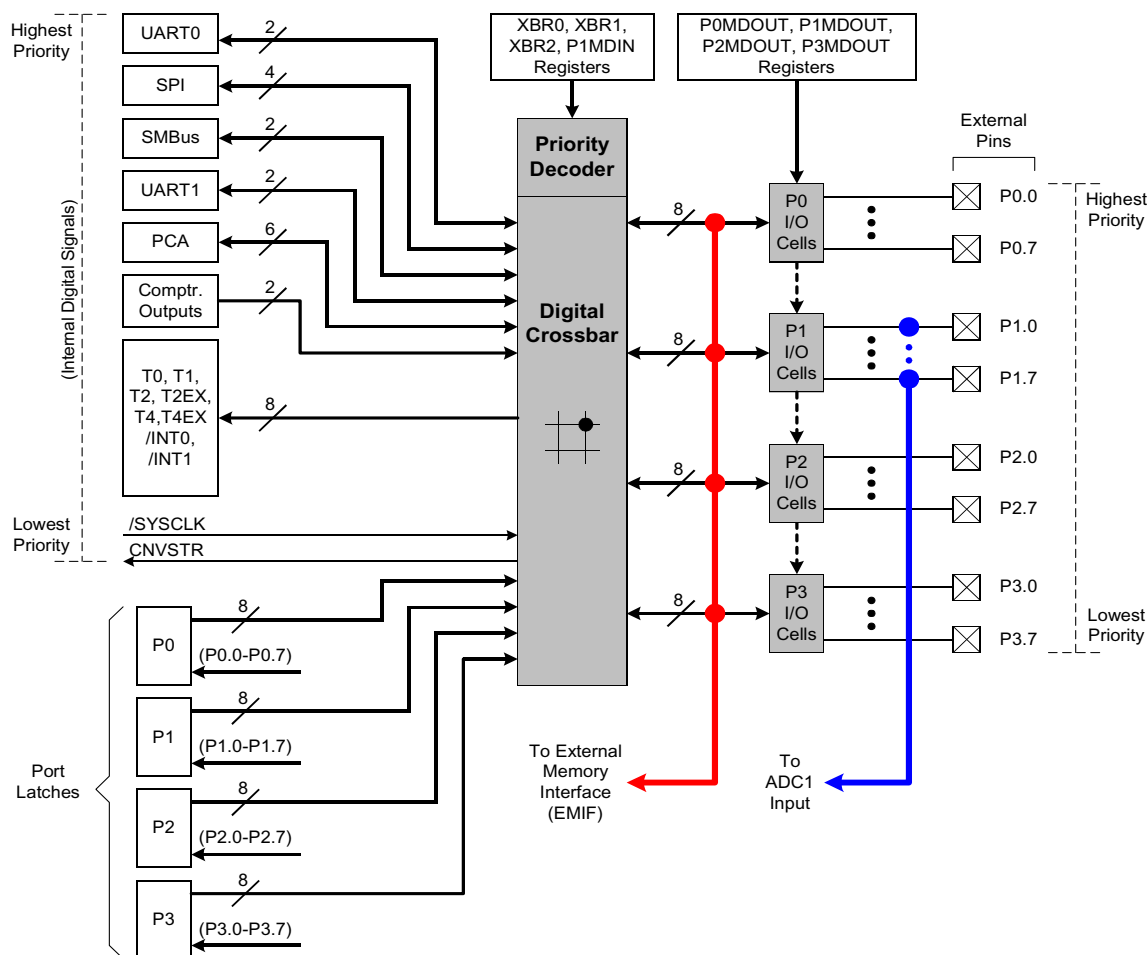 Highest
Priority
(Internal Digital Signals)
Lowest
Priority
UART0
2
SPI
4
SMBus
2
UART1
2
PCA
6
Comptr.
Outputs
2
T0, T1,
T2, T2EX,
T4,T4EX
/INT0,
/INT1
8
/SYSCLK
CNVSTR
Port
Latches
P0
8
(P0.0-P0.7)
P1
8
(P1.0-P1.7)
P2
8
(P2.0-P2.7)
P3
8
(P3.0-P3.7)
XBR0, XBR1,
XBR2, P1MDIN
Registers
Priority
Decoder
Digital
Crossbar
P0MDOUT, P1MDOUT,
P2MDOUT, P3MDOUT
Registers
8
8
8
8
P0
I/O
Cells
P1
I/O
Cells
P2
I/O
Cells
P3
I/O
Cells
External
Pins
P0.0
P0.7
P1.0
P1.7
P2.0
P2.7
P3.0
P3.7
Highest
Priority
Lowest
Priority
To External
Memory
Interface
(EMIF)
To
ADC1
Input